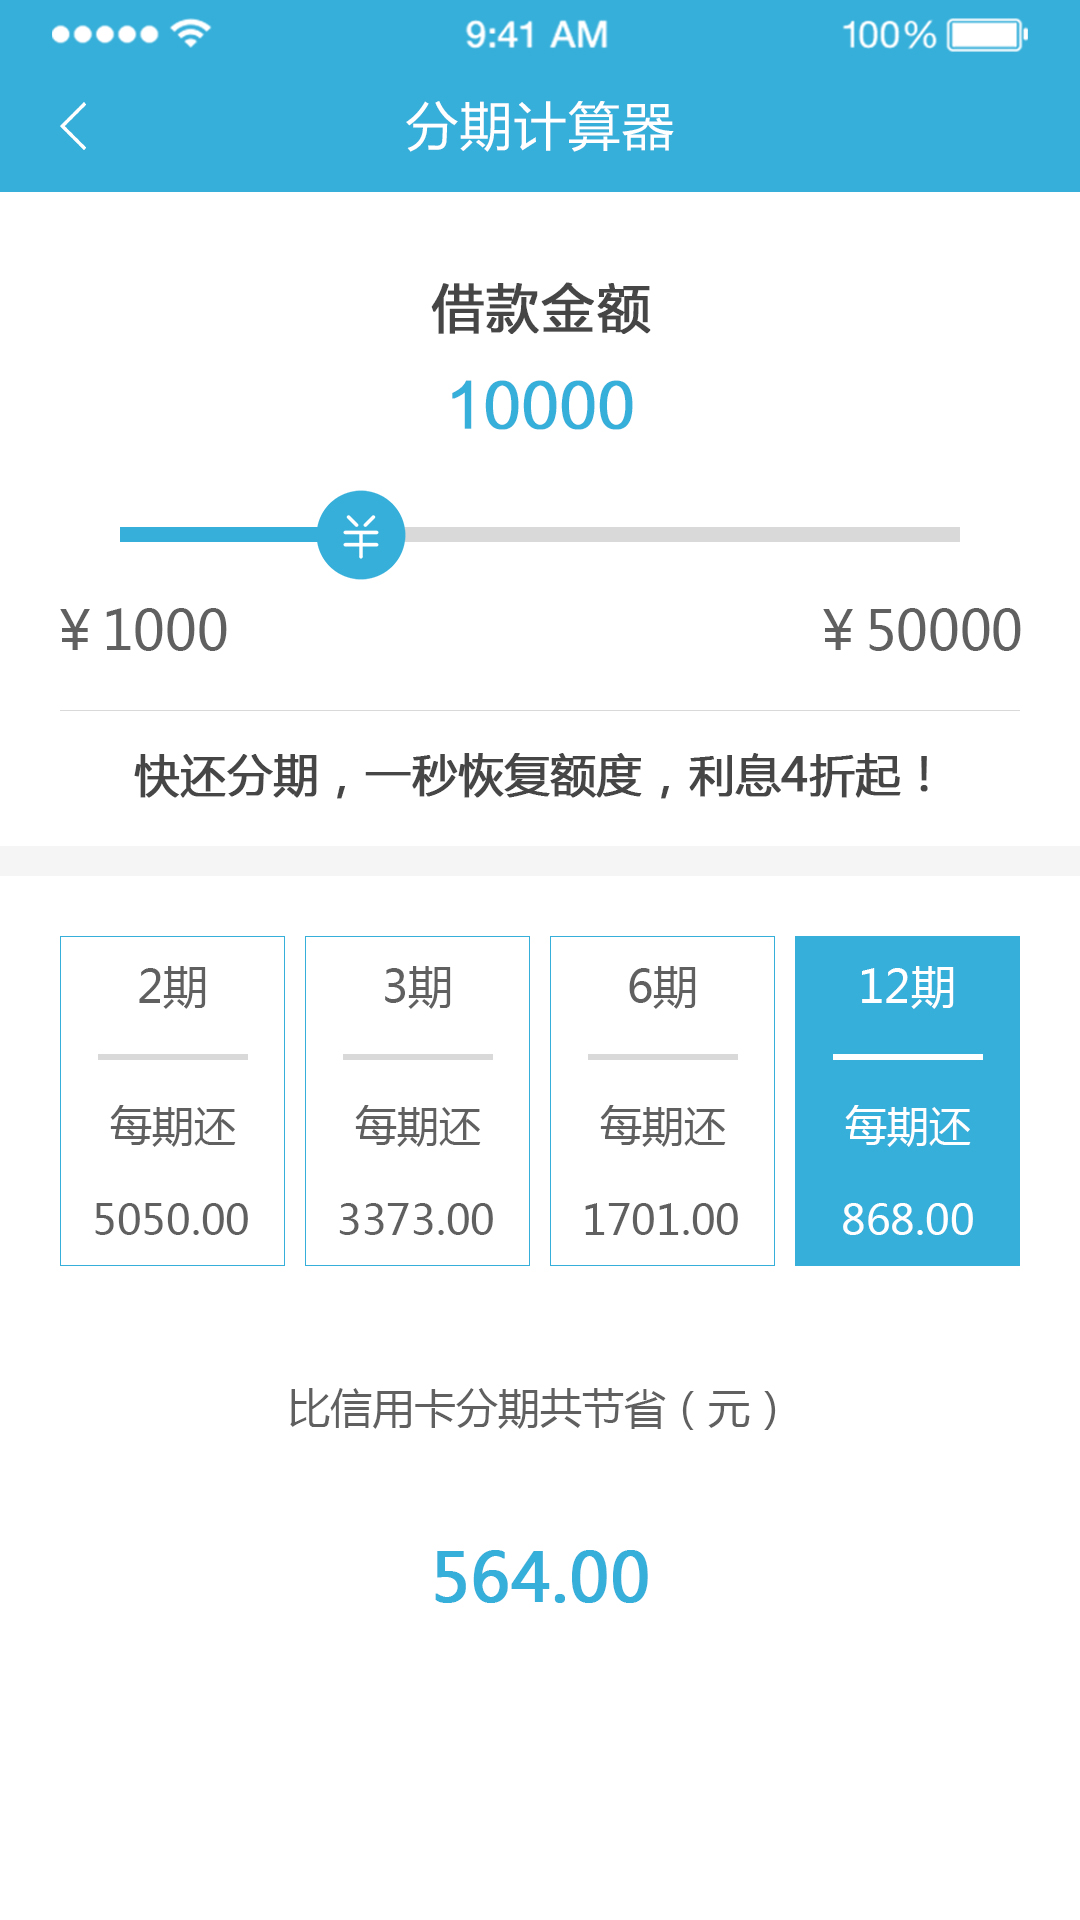 9:41 AM 100%
分期计算器
借款金额
10000
¥
¥1000 ¥50000
快还分期，一秒恢复额度，利息4折起！
2期 3期 6期 12期
每期还 每期还 每期还 每期还
5050.00 3373.00 1701.00 868.00
比信用卡分期共节省（元）
564.00